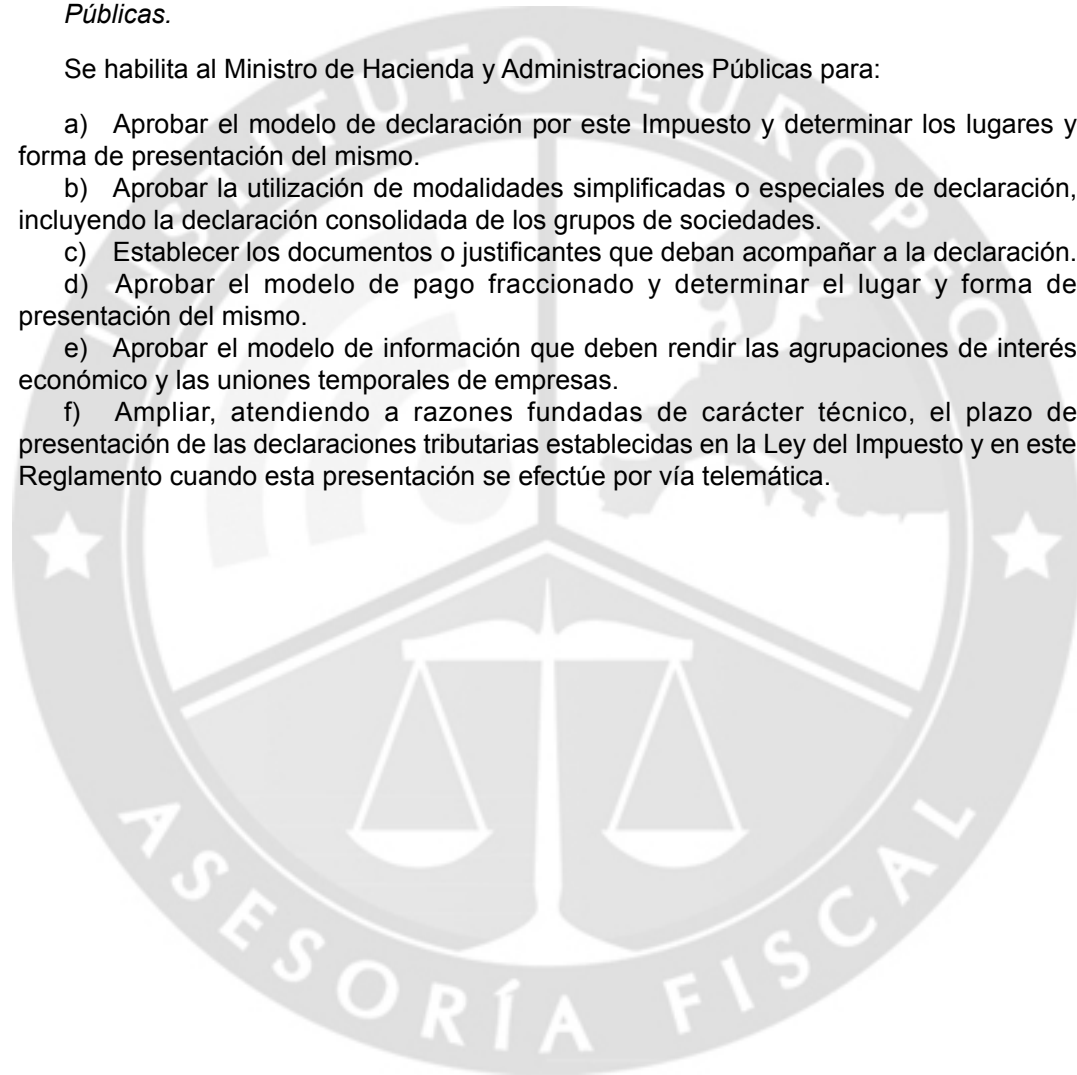 Públicas.
Se habilita al Ministro de Hacienda y Administraciones Públicas para:
a) Aprobar el modelo de declaración por este Impuesto y determinar los lugares y
forma de presentación del mismo.
b) Aprobar la utilización de modalidades simplificadas o especiales de declaración,
incluyendo la declaración consolidada de los grupos de sociedades.
c) Establecer los documentos o justificantes que deban acompañar a la declaración.
d) Aprobar el modelo de pago fraccionado y determinar el lugar y forma de
presentación del mismo.
e) Aprobar el modelo de información que deben rendir las agrupaciones de interés
económico y las uniones temporales de empresas.
f) Ampliar, atendiendo a razones fundadas de carácter técnico, el plazo de
presentación de las declaraciones tributarias establecidas en la Ley del Impuesto y en este
Reglamento cuando esta presentación se efectúe por vía telemática.
INSTITUTO EUROPEO
ASESORÍA FISCAL